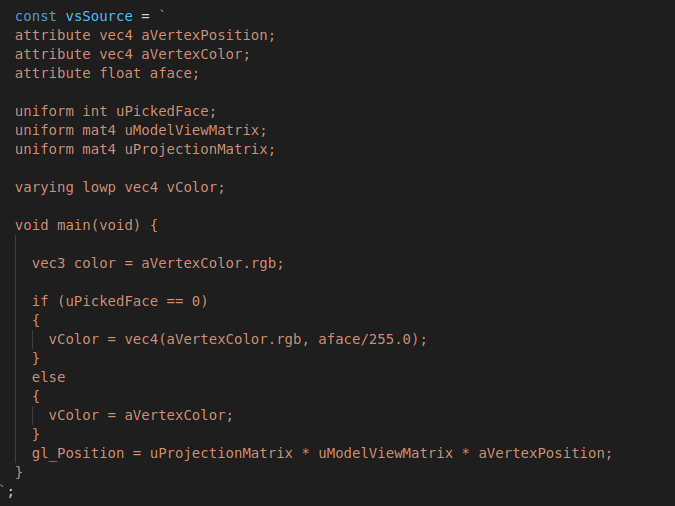 const vsSource = `
attribute vec4 aVertexPosition;
attribute vec4 aVertexColor;
attribute float aface;
uniform int uPickedFace;
uniform mat4 uModelViewMatrix;
uniform mat4 uProjectionMatrix;
varying lowp vec4 vColor;
void main(void) {
vec3 color = aVertexColor.rgb;
if (uPickedFace == 0)
{
vColor = vec4(aVertexColor.rgb, aface/255.0);
}
else
{
vColor = aVertexColor;
}
gl_Position = uProjectionMatrix * uModelViewMatrix * aVertexPosition;
}
`;